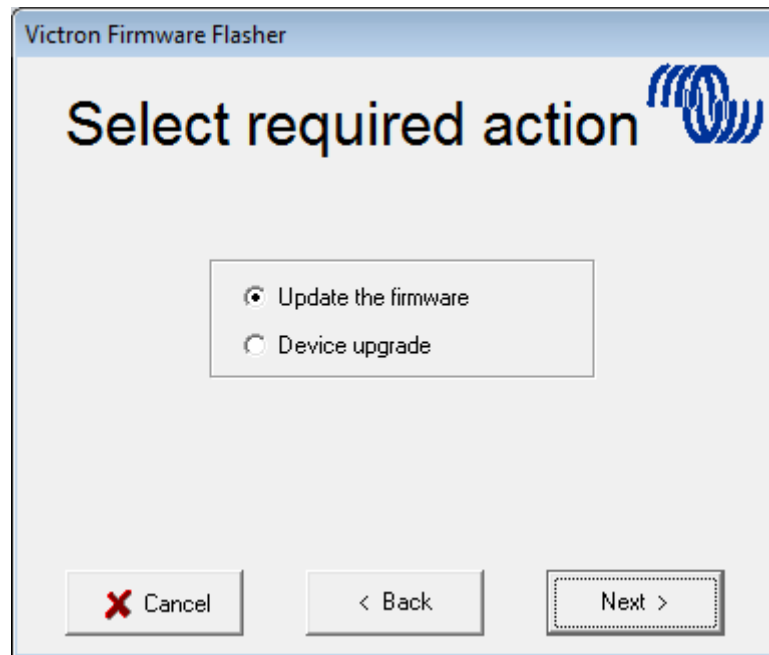 Victron Firmware Flasher
Select required action
Update the firmware
Device upgrade
Cancel
< Back
Next >